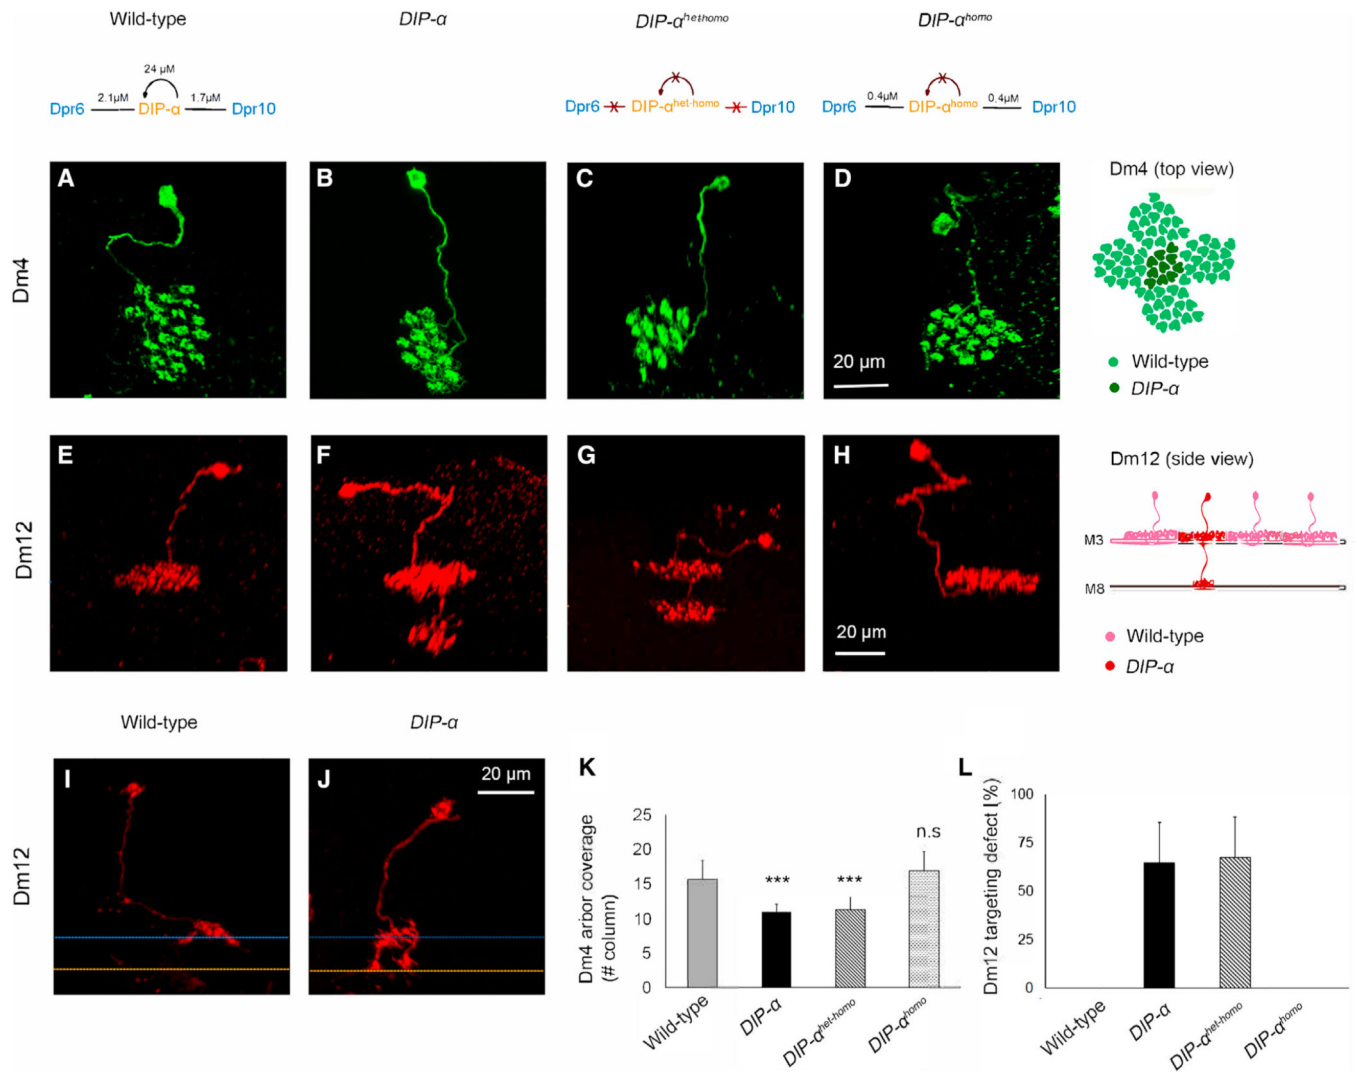 Wild-type DIP-α DIP-α^het-homo DIP-α^homo
24 µM
2.1µM 1.7µM 0.4µM 0.4µM
Dpr6 DIP-α Dpr10 Dpr6 DIP-α^het-homo Dpr10 Dpr6 DIP-α^homo Dpr10
Dm4
A B C D
20 µm
Dm4 (top view)
Wild-type
DIP-α
Dm12
E F G H
20 µm
Dm12 (side view)
M3
M8
Wild-type
DIP-α
Wild-type DIP-α
Dm12
I J
20 µm
K
Dm4 arbor coverage
(# column)
25
20
15
10
5
0
*** *** n.s
Wild-type DIP-α DIP-α^het-homo DIP-α^homo
L
Dm12 targeting defect (%)
100
75
50
25
0
Wild-type DIP-α DIP-α^het-homo DIP-α^homo